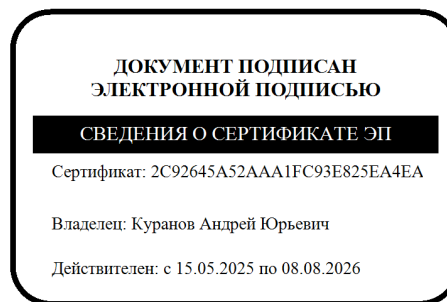 ДОКУМЕНТ ПОДПИСАН
ЭЛЕКТРОННОЙ ПОДПИСЬЮ
СВЕДЕНИЯ О СЕРТИФИКАТЕ ЭП
Сертификат: 2C92645A52AAA1FC93E825EA4EA
Владелец: Куранов Андрей Юрьевич
Действителен: с 15.05.2025 по 08.08.2026